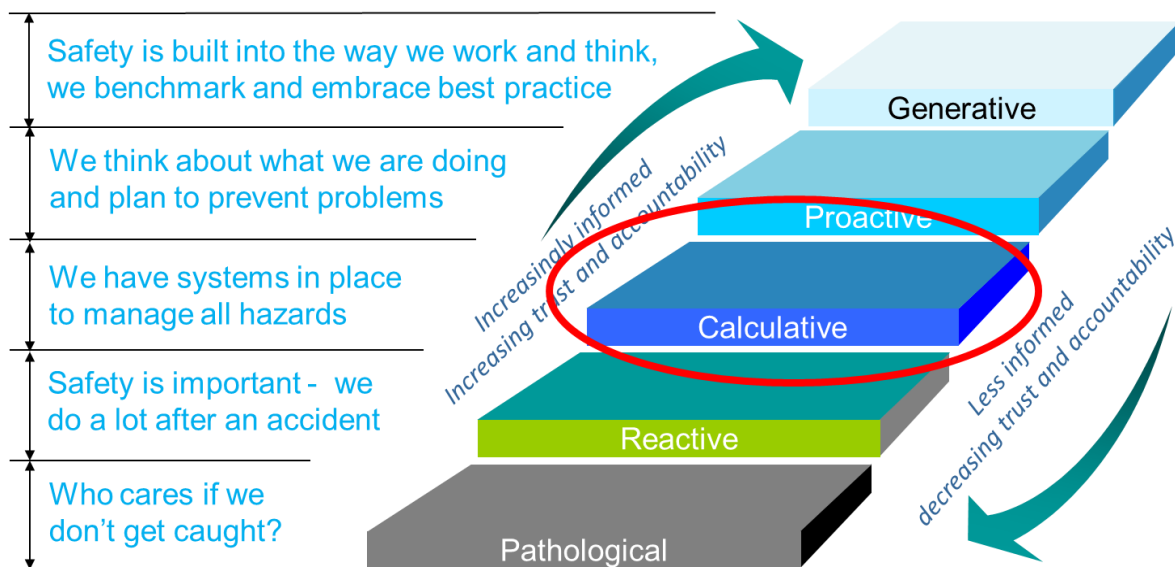 Safety is built into the way we work and think,
we benchmark and embrace best practice
We think about what we are doing
and plan to prevent problems
We have systems in place
to manage all hazards
Safety is important -  we
do a lot after an accident
Who cares if we
don’t get caught?
Increasingly informed
Increasing trust and accountability
Generative
Proactive
Calculative
Reactive
Pathological
Less informed
decreasing trust and accountability